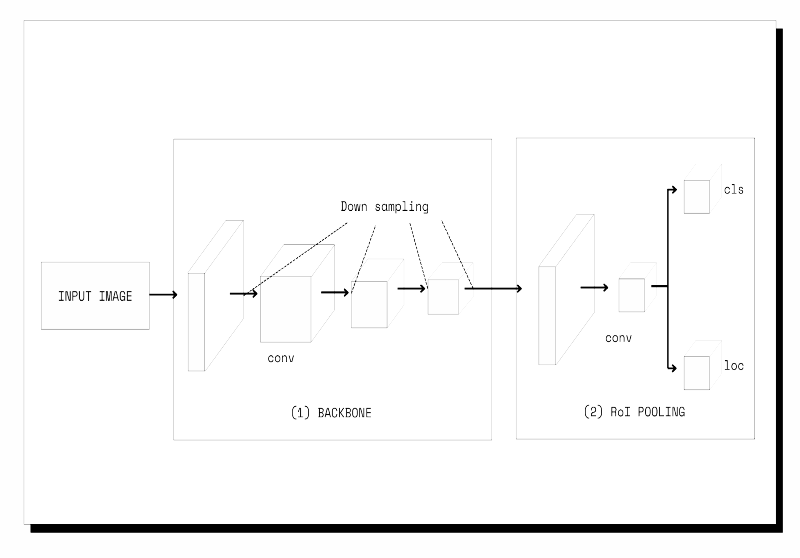 Down sampling
INPUT IMAGE
conv
(1) BACKBONE
cls
conv
loc
(2) RoI POOLING